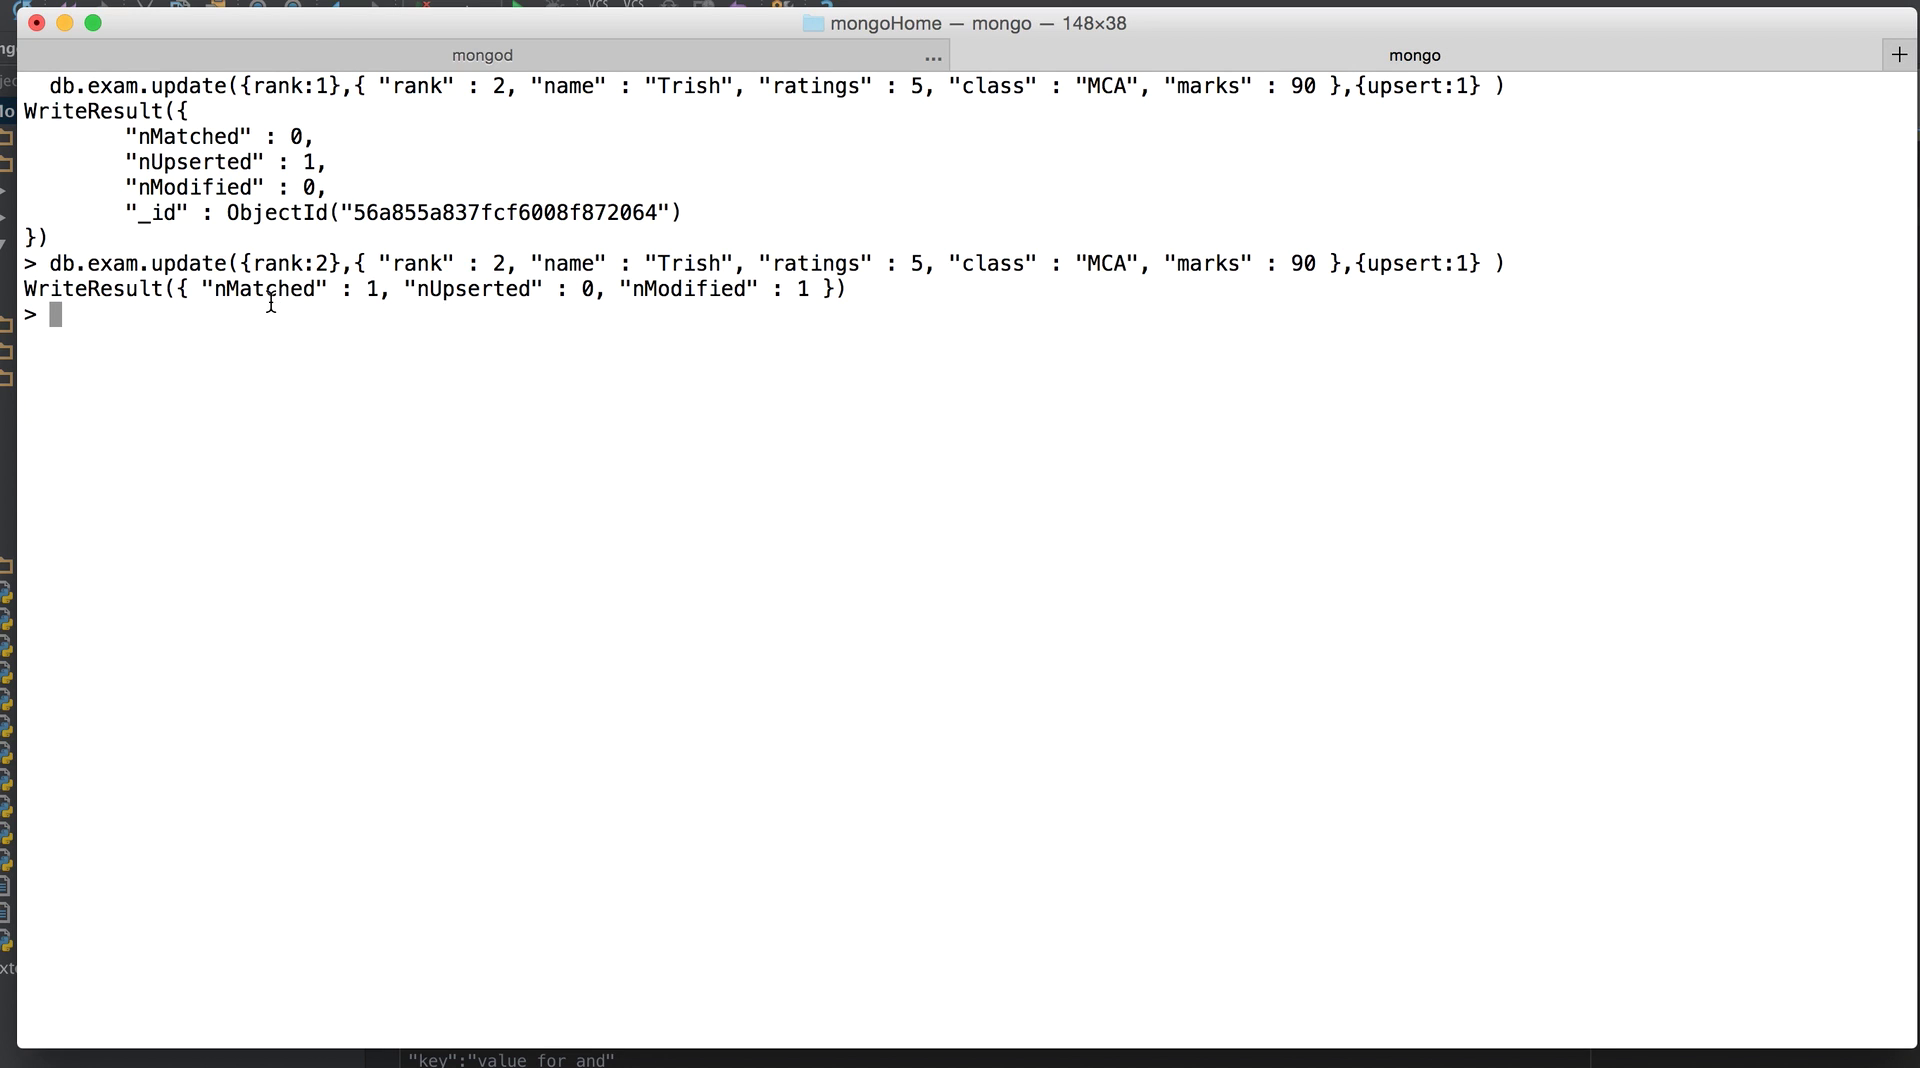 VCS VCS
mongoHome — mongo — 148×38
mongod ... mongo +
db.exam.update({rank:1},{ "rank" : 2, "name" : "Trish", "ratings" : 5, "class" : "MCA", "marks" : 90 },{upsert:1} )
WriteResult({
"nMatched" : 0,
"nUpserted" : 1,
"nModified" : 0,
"_id" : ObjectId("56a855a837fcf6008f872064")
})
> db.exam.update({rank:2},{ "rank" : 2, "name" : "Trish", "ratings" : 5, "class" : "MCA", "marks" : 90 },{upsert:1} )
WriteResult({ "nMatched" : 1, "nUpserted" : 0, "nModified" : 1 })
>
"key":"value for and"